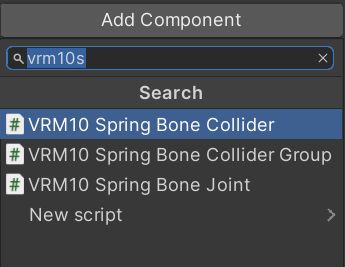 Add Component
vrm10s
Search
# VRM10 Spring Bone Collider
# VRM10 Spring Bone Collider Group
# VRM10 Spring Bone Joint
New script